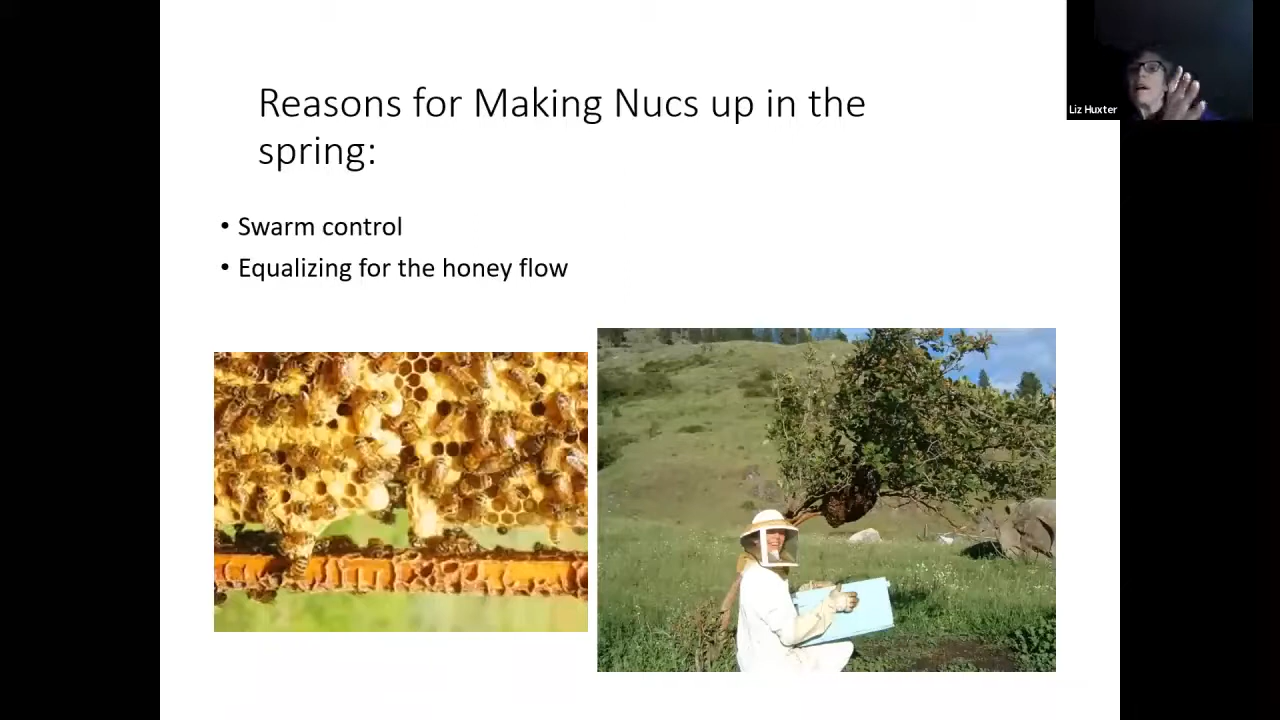 Reasons for Making Nucs up in the
spring:
• Swarm control
• Equalizing for the honey flow
Liz Huxter